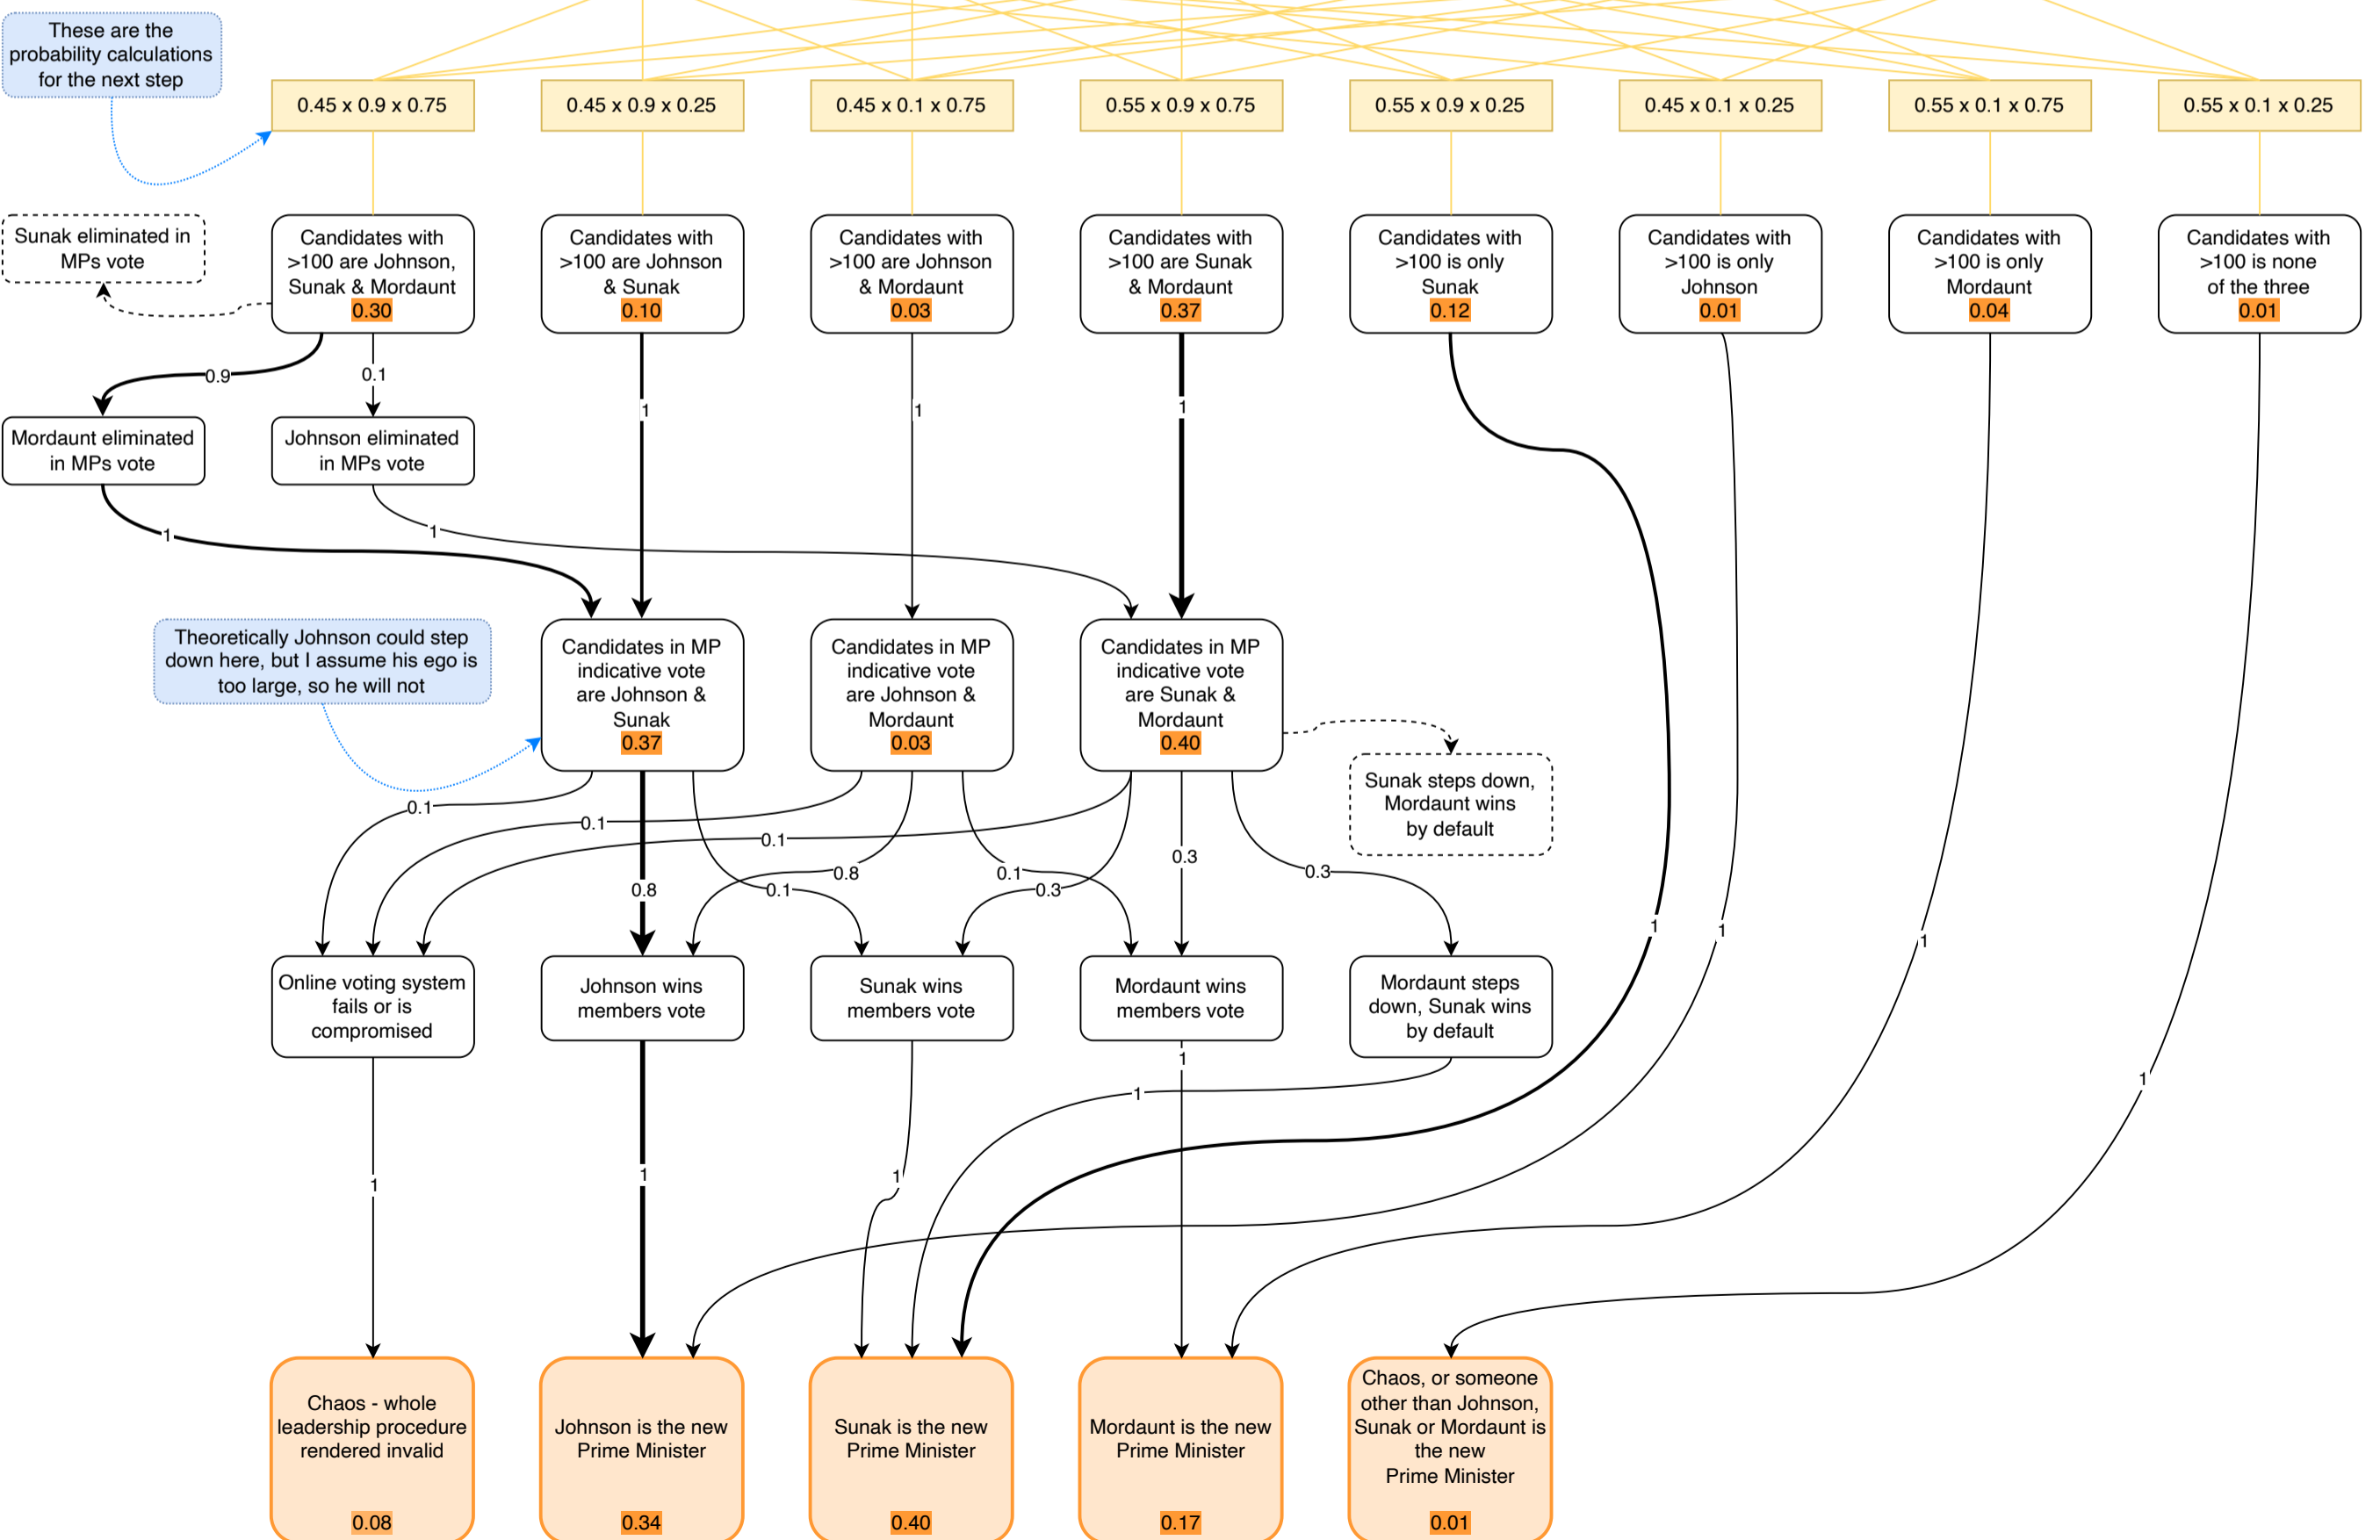 These are the
probability calculations
for the next step
0.45 x 0.9 x 0.75
0.45 x 0.9 x 0.25
0.45 x 0.1 x 0.75
0.55 x 0.9 x 0.75
0.55 x 0.9 x 0.25
0.45 x 0.1 x 0.25
0.55 x 0.1 x 0.75
0.55 x 0.1 x 0.25
Sunak eliminated in
MPs vote
Candidates with
>100 are Johnson,
Sunak & Mordaunt
0.30
Candidates with
>100 are Johnson
& Sunak
0.10
Candidates with
>100 are Johnson
& Mordaunt
0.03
Candidates with
>100 are Sunak
& Mordaunt
0.37
Candidates with
>100 is only
Sunak
0.12
Candidates with
>100 is only
Johnson
0.01
Candidates with
>100 is only
Mordaunt
0.04
Candidates with
>100 is none
of the three
0.01
0.9
0.1
1
1
1
Mordaunt eliminated
in MPs vote
Johnson eliminated
in MPs vote
1
1
Theoretically Johnson could step
down here, but I assume his ego is
too large, so he will not
Candidates in MP
indicative vote
are Johnson &
Sunak
0.37
Candidates in MP
indicative vote
are Johnson &
Mordaunt
0.03
Candidates in MP
indicative vote
are Sunak &
Mordaunt
0.40
Sunak steps down,
Mordaunt wins
by default
0.1
0.1
0.1
0.8
0.1
0.8
0.1
0.3
0.3
0.3
1
1
1
1
Online voting system
fails or is
compromised
Johnson wins
members vote
Sunak wins
members vote
Mordaunt wins
members vote
Mordaunt steps
down, Sunak wins
by default
1
1
1
1
1
Chaos - whole
leadership procedure
rendered invalid
0.08
Johnson is the new
Prime Minister
0.34
Sunak is the new
Prime Minister
0.40
Mordaunt is the new
Prime Minister
0.17
Chaos, or someone
other than Johnson,
Sunak or Mordaunt is
the new
Prime Minister
0.01